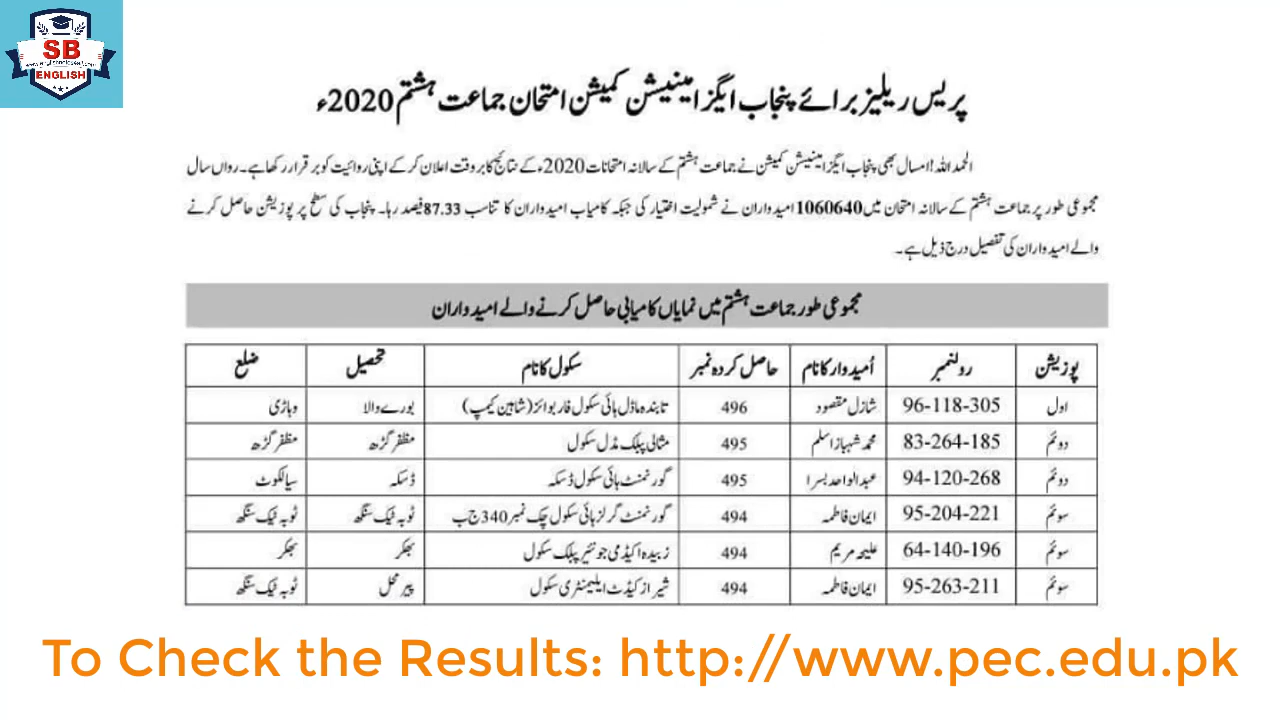 SB
ENGLISH
پریس ریلیز برائے پنجاب ایگزامینیشن کمیشن امتحان جماعت ہشتم 2020ء
الحمد اللہ! امسال بھی پنجاب ایگزامینیشن کمیشن نے جماعت ہشتم کے سالانہ امتحانات 2020ء کے نتائج کا بروقت اعلان کر کے اپنی روائیت کو برقرار رکھا ہے۔ رواں سال
مجموعی طور پر جماعت ہشتم کے سالانہ امتحان میں 1060640 امیدواران نے شمولیت اختیار کی جبکہ کامیاب امیدواران کا تناسب 87.33 فیصد رہا۔ پنجاب کی سطح پر پوزیشن حاصل کرنے
والے امیدواران کی تفصیل درج ذیل ہے۔
مجموعی طور جماعت ہشتم میں نمایاں کامیابی حاصل کرنے والے امیدواران
پوزیشن رولنمبر اُمیدوار کا نام حاصل کردہ نمبر سکول کا نام تحصیل ضلع
اول 96-118-305 شازل مقصود 496 تابندہ ماڈل ہائی سکول فار بوائز (شاہین کیمپ) بورے والا وہاڑی
دوئم 83-264-185 محمد شہباز اسلم 495 مثالی پبلک مڈل سکول مظفر گڑھ مظفر گڑھ
دوئم 94-120-268 عبدالواحد بسرا 495 گورنمنٹ ہائی سکول ڈسکہ ڈسکہ سیالکوٹ
سوئم 95-204-221 ایمان فاطمہ 494 گورنمنٹ گرلز ہائی سکول چک نمبر 340 ج ب ٹوبہ ٹیک سنگھ ٹوبہ ٹیک سنگھ
سوئم 64-140-196 علیحہ مریم 494 زبیدہ اکیڈمی جونئیر پبلک سکول بھکر بھکر
سوئم 95-263-211 ایمان فاطمہ 494 شیراز کیڈٹ ایلیمنٹری سکول پیر محل ٹوبہ ٹیک سنگھ
To Check the Results: http://www.pec.edu.pk